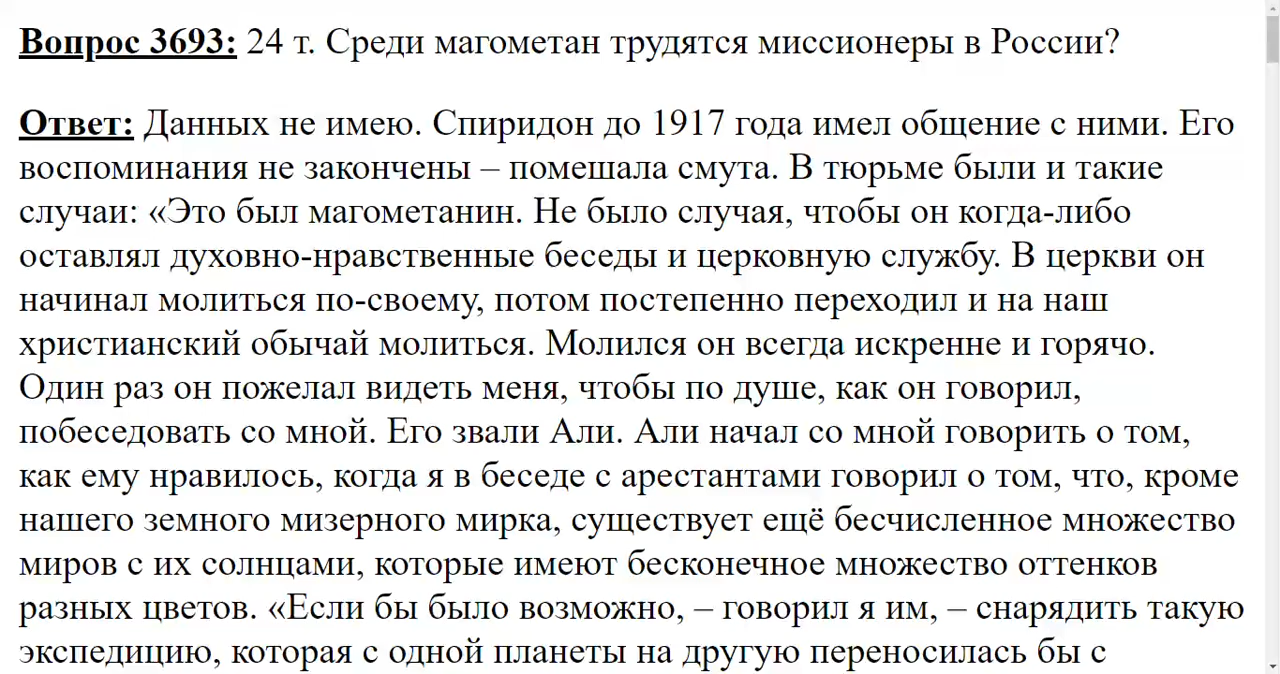 Вопрос 3693: 24 т. Среди магометан трудятся миссионеры в России?
Ответ: Данных не имею. Спиридон до 1917 года имел общение с ними. Его
воспоминания не закончены – помешала смута. В тюрьме были и такие
случаи: «Это был магометанин. Не было случая, чтобы он когда-либо
оставлял духовно-нравственные беседы и церковную службу. В церкви он
начинал молиться по-своему, потом постепенно переходил и на наш
христианский обычай молиться. Молился он всегда искренне и горячо.
Один раз он пожелал видеть меня, чтобы по душе, как он говорил,
побеседовать со мной. Его звали Али. Али начал со мной говорить о том,
как ему нравилось, когда я в беседе с арестантами говорил о том, что, кроме
нашего земного мизерного мирка, существует ещё бесчисленное множество
миров с их солнцами, которые имеют бесконечное множество оттенков
разных цветов. «Если бы было возможно, – говорил я им, – снарядить такую
экспедицию, которая с одной планеты на другую переносилась бы с